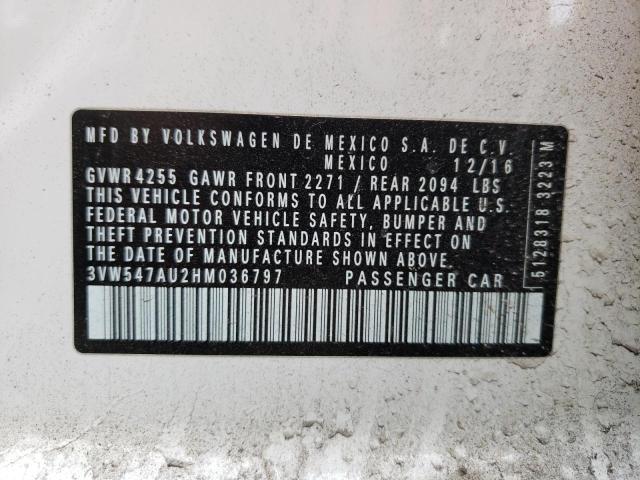 MFD BY VOLKSWAGEN DE MEXICO S.A. DE C.V.
MEXICO 12/16
GVWR 4255 GAWR FRONT 2271 / REAR 2094 LBS
THIS VEHICLE CONFORMS TO ALL APPLICABLE U.S.
FEDERAL MOTOR VEHICLE SAFETY, BUMPER AND
THEFT PREVENTION STANDARDS IN EFFECT ON
THE DATE OF MANUFACTURE SHOWN ABOVE.
3VW547AU2HM036797 PASSENGER CAR
5128318 3223 M